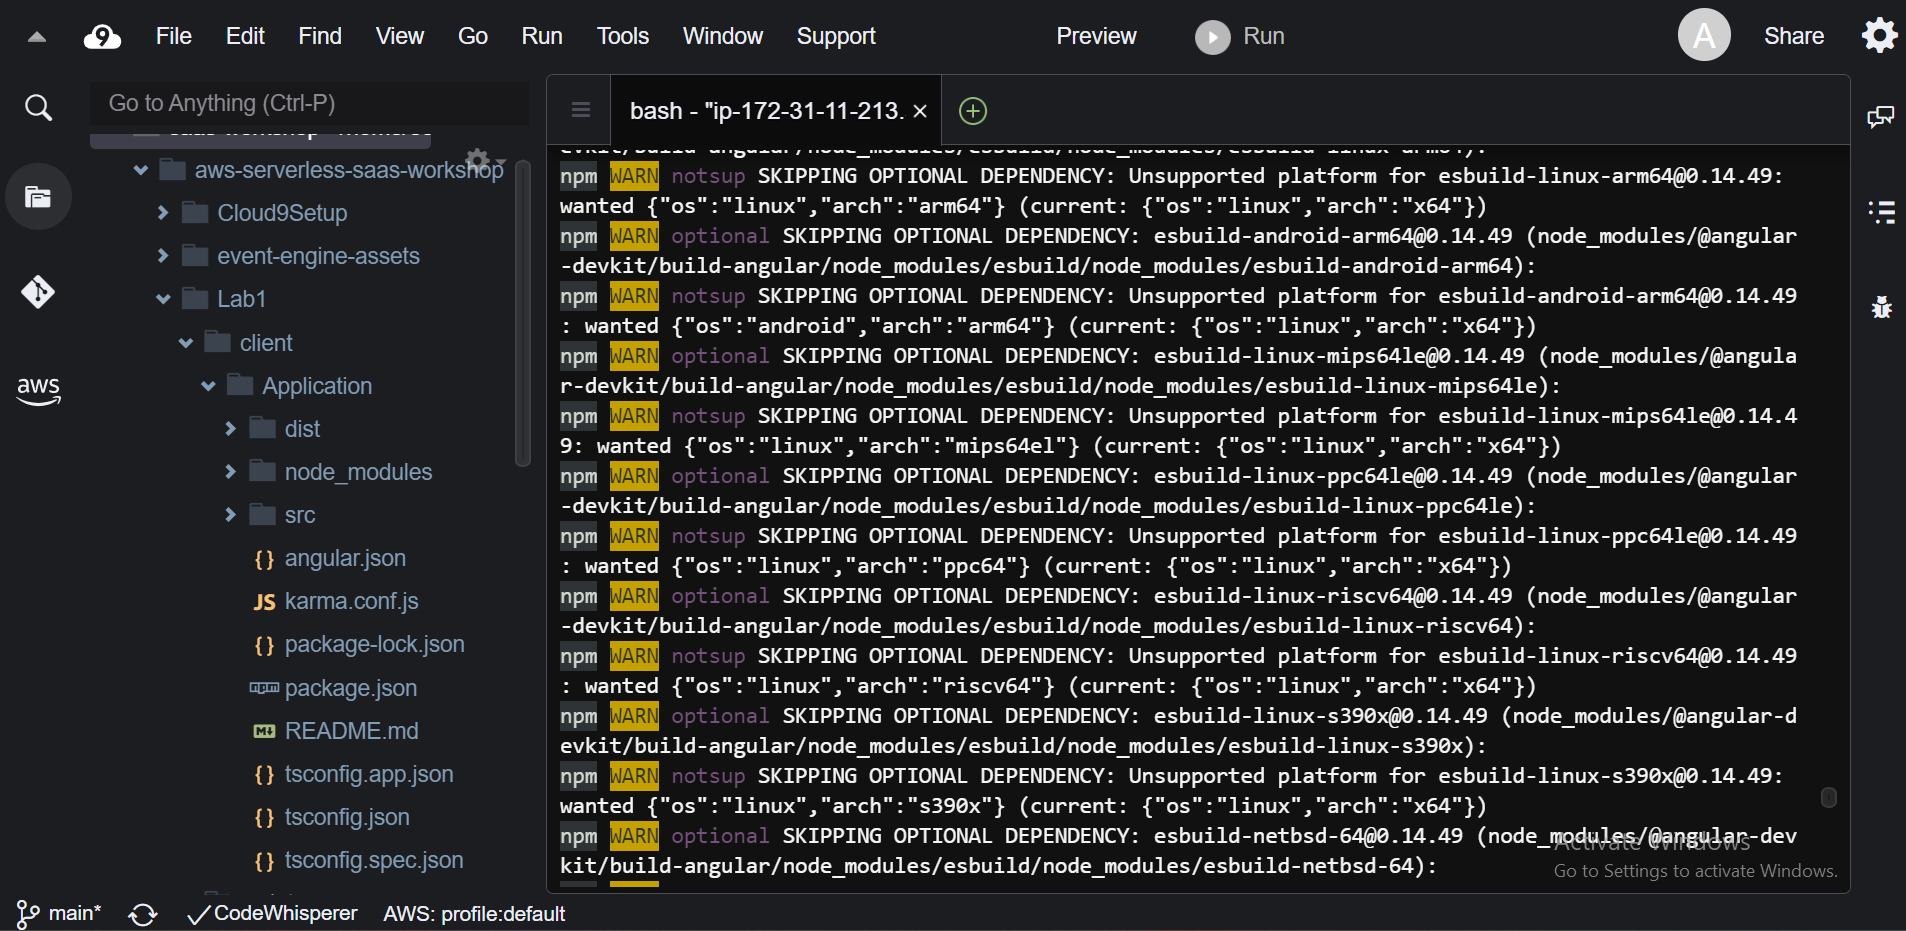 File Edit Find View Go Run Tools Window Support Preview Run A Share
Go to Anything (Ctrl-P)
bash - "ip-172-31-11-213. ×
aws-serverless-saas-workshop
Cloud9Setup
event-engine-assets
Lab1
client
Application
dist
node_modules
src
{} angular.json
JS karma.conf.js
{} package-lock.json
npm package.json
M↓ README.md
{} tsconfig.app.json
{} tsconfig.json
{} tsconfig.spec.json
aws
evkit/build-angular/node_modules/esbuild/node_modules/esbuild-linux-arm64):
npm WARN notsup SKIPPING OPTIONAL DEPENDENCY: Unsupported platform for esbuild-linux-arm64@0.14.49:
wanted {"os":"linux","arch":"arm64"} (current: {"os":"linux","arch":"x64"})
npm WARN optional SKIPPING OPTIONAL DEPENDENCY: esbuild-android-arm64@0.14.49 (node_modules/@angular
-devkit/build-angular/node_modules/esbuild/node_modules/esbuild-android-arm64):
npm WARN notsup SKIPPING OPTIONAL DEPENDENCY: Unsupported platform for esbuild-android-arm64@0.14.49
: wanted {"os":"android","arch":"arm64"} (current: {"os":"linux","arch":"x64"})
npm WARN optional SKIPPING OPTIONAL DEPENDENCY: esbuild-linux-mips64le@0.14.49 (node_modules/@angula
r-devkit/build-angular/node_modules/esbuild/node_modules/esbuild-linux-mips64le):
npm WARN notsup SKIPPING OPTIONAL DEPENDENCY: Unsupported platform for esbuild-linux-mips64le@0.14.4
9: wanted {"os":"linux","arch":"mips64el"} (current: {"os":"linux","arch":"x64"})
npm WARN optional SKIPPING OPTIONAL DEPENDENCY: esbuild-linux-ppc64le@0.14.49 (node_modules/@angular
-devkit/build-angular/node_modules/esbuild/node_modules/esbuild-linux-ppc64le):
npm WARN notsup SKIPPING OPTIONAL DEPENDENCY: Unsupported platform for esbuild-linux-ppc64le@0.14.49
: wanted {"os":"linux","arch":"ppc64"} (current: {"os":"linux","arch":"x64"})
npm WARN optional SKIPPING OPTIONAL DEPENDENCY: esbuild-linux-riscv64@0.14.49 (node_modules/@angular
-devkit/build-angular/node_modules/esbuild/node_modules/esbuild-linux-riscv64):
npm WARN notsup SKIPPING OPTIONAL DEPENDENCY: Unsupported platform for esbuild-linux-riscv64@0.14.49
: wanted {"os":"linux","arch":"riscv64"} (current: {"os":"linux","arch":"x64"})
npm WARN optional SKIPPING OPTIONAL DEPENDENCY: esbuild-linux-s390x@0.14.49 (node_modules/@angular-d
evkit/build-angular/node_modules/esbuild/node_modules/esbuild-linux-s390x):
npm WARN notsup SKIPPING OPTIONAL DEPENDENCY: Unsupported platform for esbuild-linux-s390x@0.14.49:
wanted {"os":"linux","arch":"s390x"} (current: {"os":"linux","arch":"x64"})
npm WARN optional SKIPPING OPTIONAL DEPENDENCY: esbuild-netbsd-64@0.14.49 (node_modules/@angular-dev
kit/build-angular/node_modules/esbuild/node_modules/esbuild-netbsd-64):
Activate Windows
Go to Settings to activate Windows.
main* CodeWhisperer AWS: profile:default